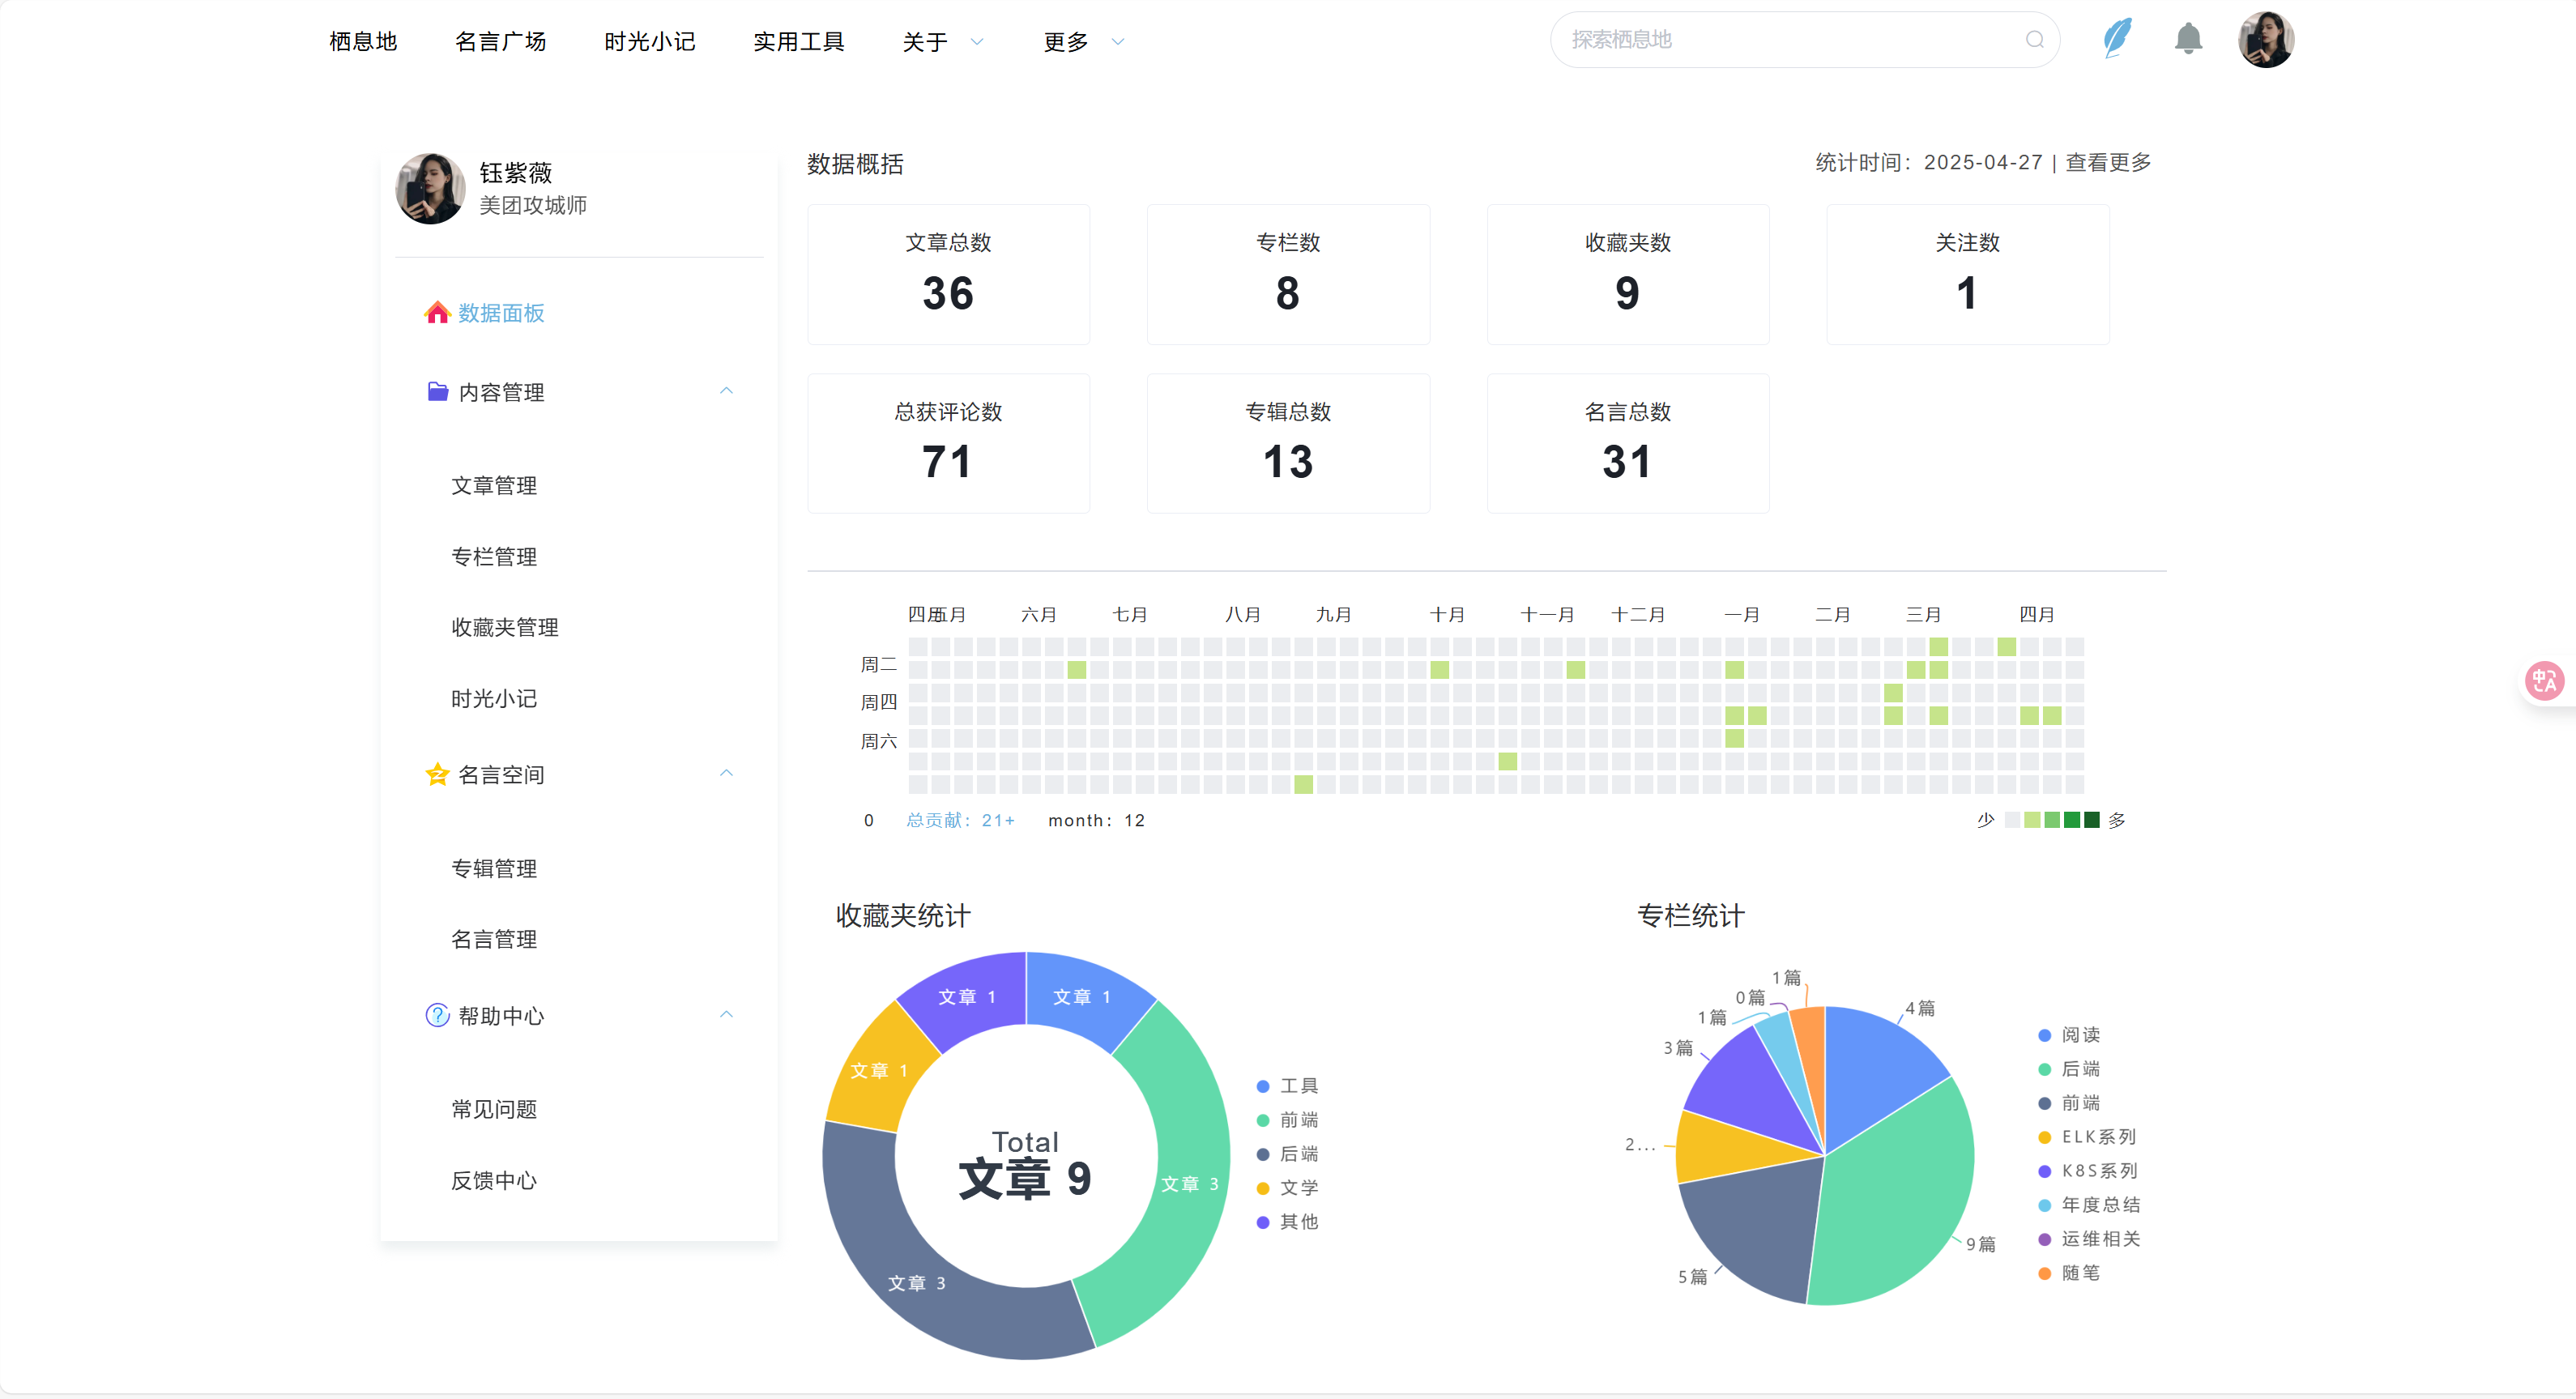 栖息地 名言广场 时光小记 实用工具 关于 更多 探索栖息地
钰紫薇
美团攻城师
数据面板
内容管理
文章管理
专栏管理
收藏夹管理
时光小记
名言空间
专辑管理
名言管理
帮助中心
常见问题
反馈中心
数据概括 统计时间：2025-04-27 | 查看更多
文章总数 专栏数 收藏夹数 关注数
36 8 9 1
总获评论数 专辑总数 名言总数
71 13 31
四月 五月 六月 七月 八月 九月 十月 十一月 十二月 一月 二月 三月 四月
周二
周四
周六
0 总贡献：21+ month：12 少 多
收藏夹统计
文章 1
文章 3
文章 3
文章 1
文章 1
Total
文章 9
工具
前端
后端
文学
其他
专栏统计
4篇
9篇
5篇
2...
3篇
1篇
0篇
1篇
阅读
后端
前端
ELK系列
K8S系列
年度总结
运维相关
随笔
中 A